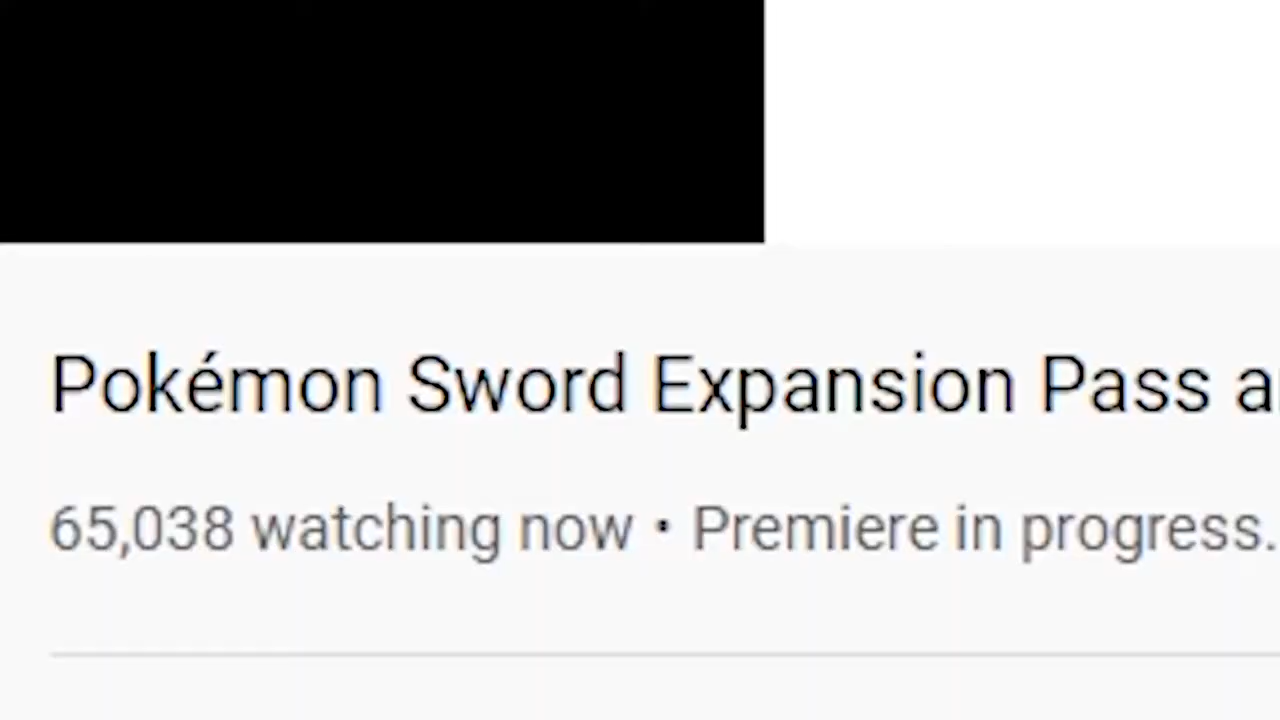 Pokémon Sword Expansion Pass
65,038 watching now • Premiere in progress.